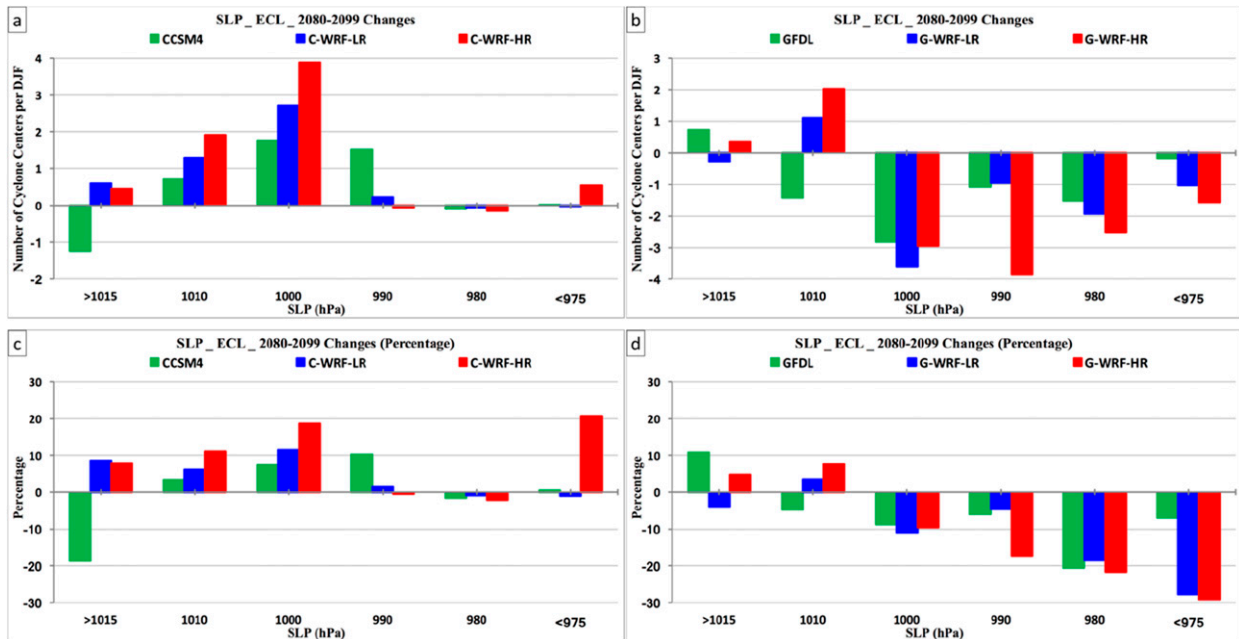 a
SLP _ ECL _ 2080-2099 Changes
CCSM4 C-WRF-LR C-WRF-HR
Number of Cyclone Centers per DJF
4
3
2
1
0
-1
-2
>1015 1010 1000 990 980 <975
SLP (hPa)
b
SLP _ ECL _ 2080-2099 Changes
GFDL G-WRF-LR G-WRF-HR
Number of Cyclone Centers per DJF
3
2
1
0
-1
-2
-3
-4
>1015 1010 1000 990 980 <975
SLP (hPa)
c
SLP _ ECL _ 2080-2099 Changes (Percentage)
CCSM4 C-WRF-LR C-WRF-HR
Percentage
30
20
10
0
-10
-20
-30
>1015 1010 1000 990 980 <975
SLP (hPa)
d
SLP _ ECL _ 2080-2099 Changes (Percentage)
GFDL G-WRF-LR G-WRF-HR
Percentage
30
20
10
0
-10
-20
-30
>1015 1010 1000 990 980 <975
SLP (hPa)